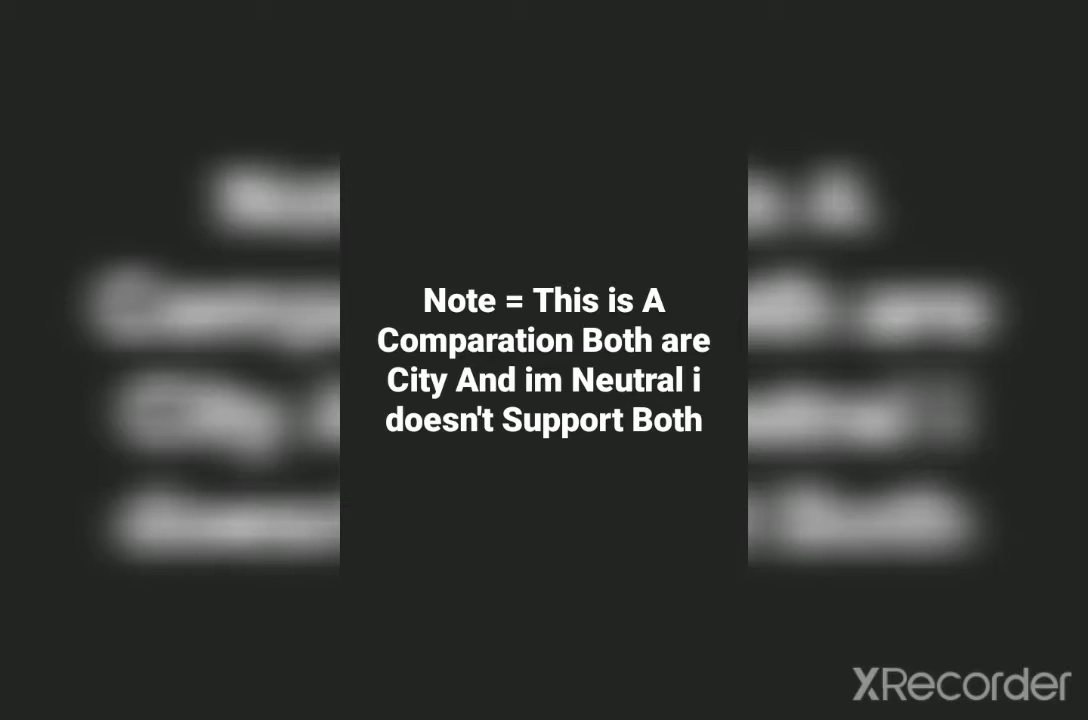 Note = This is A
Comparation Both are
City And im Neutral i
doesn't Support Both
XRecorder